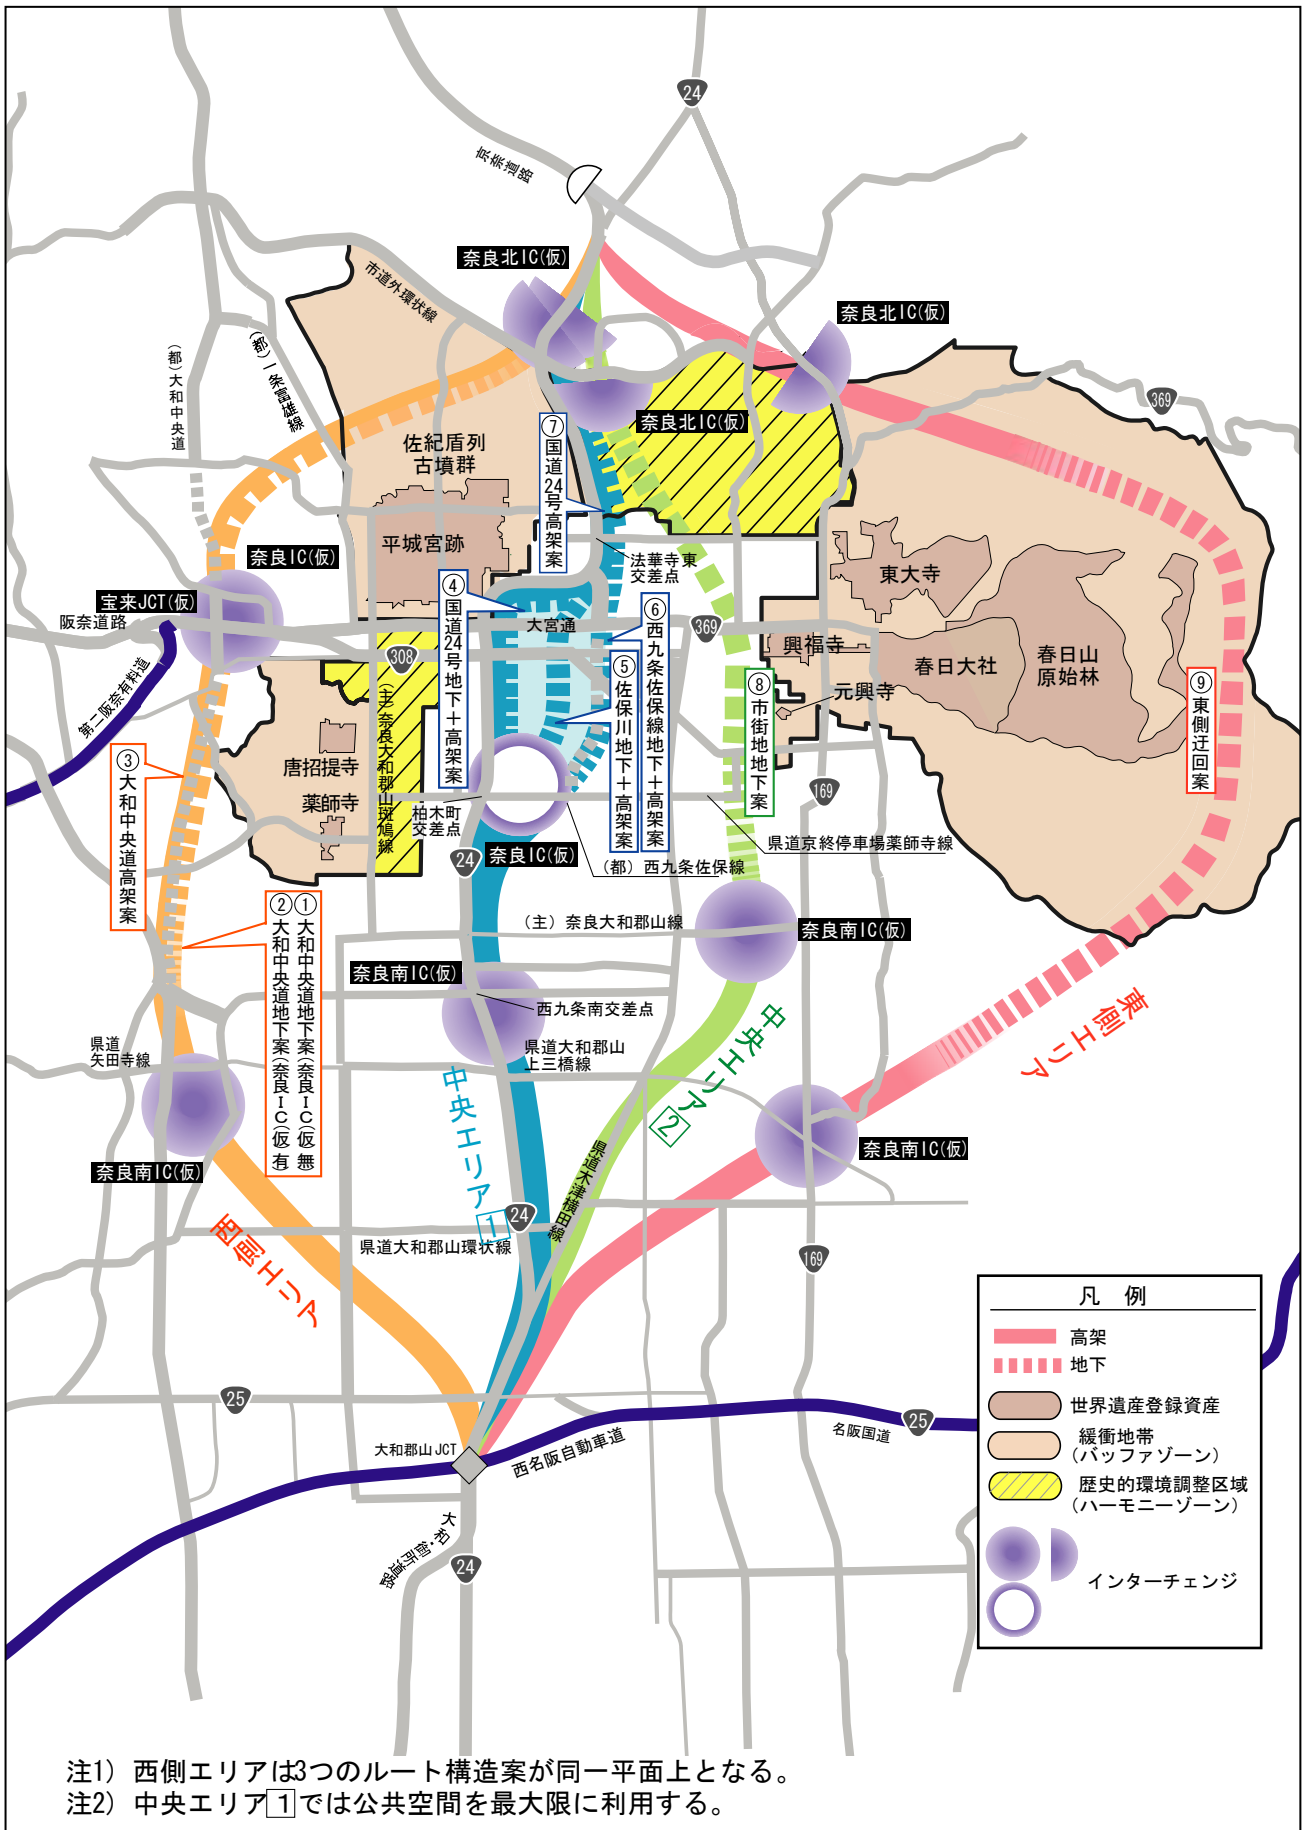 24
京奈道路
奈良北IC(仮)
市道外環状線
奈良北IC(仮)
(都)一条富雄線
(都)大和中央道
369
奈良北IC(仮)
佐紀盾列
古墳群
⑦国道24号高架案
平城宮跡
奈良IC(仮)
法華寺東
交差点
東大寺
宝来JCT(仮)
阪奈道路
④国道24号地下+高架案
大宮通
⑥西九条佐保線地下+高架案
369
興福寺
308
⑤佐保川地下+高架案
春日大社
春日山
原始林
第二阪奈有料道
(主)奈良大和郡山斑鳩線
⑧市街地地下案
元興寺
⑨東側迂回案
唐招提寺
③大和中央道高架案
薬師寺
169
柏木町
交差点
県道京終停車場薬師寺線
24
奈良IC(仮)
(都)西九条佐保線
①大和中央道地下案(奈良IC(仮)無)
②大和中央道地下案(奈良IC(仮)有)
(主)奈良大和郡山線
奈良南IC(仮)
奈良南IC(仮)
西九条南交差点
東側エリア
中央エリア2
県道
矢田寺線
県道大和郡山
上三橋線
中央エリア1
奈良南IC(仮)
奈良南IC(仮)
県道木津横田線
24
西側エリア
県道大和郡山環状線
169
凡 例
高架
地下
世界遺産登録資産
緩衝地帯
(バッファゾーン)
歴史的環境調整区域
(ハーモニーゾーン)
インターチェンジ
25
25
名阪国道
大和郡山JCT
西名阪自動車道
大和・御所道路
24
注1) 西側エリアは3つのルート構造案が同一平面上となる。
注2) 中央エリア1では公共空間を最大限に利用する。